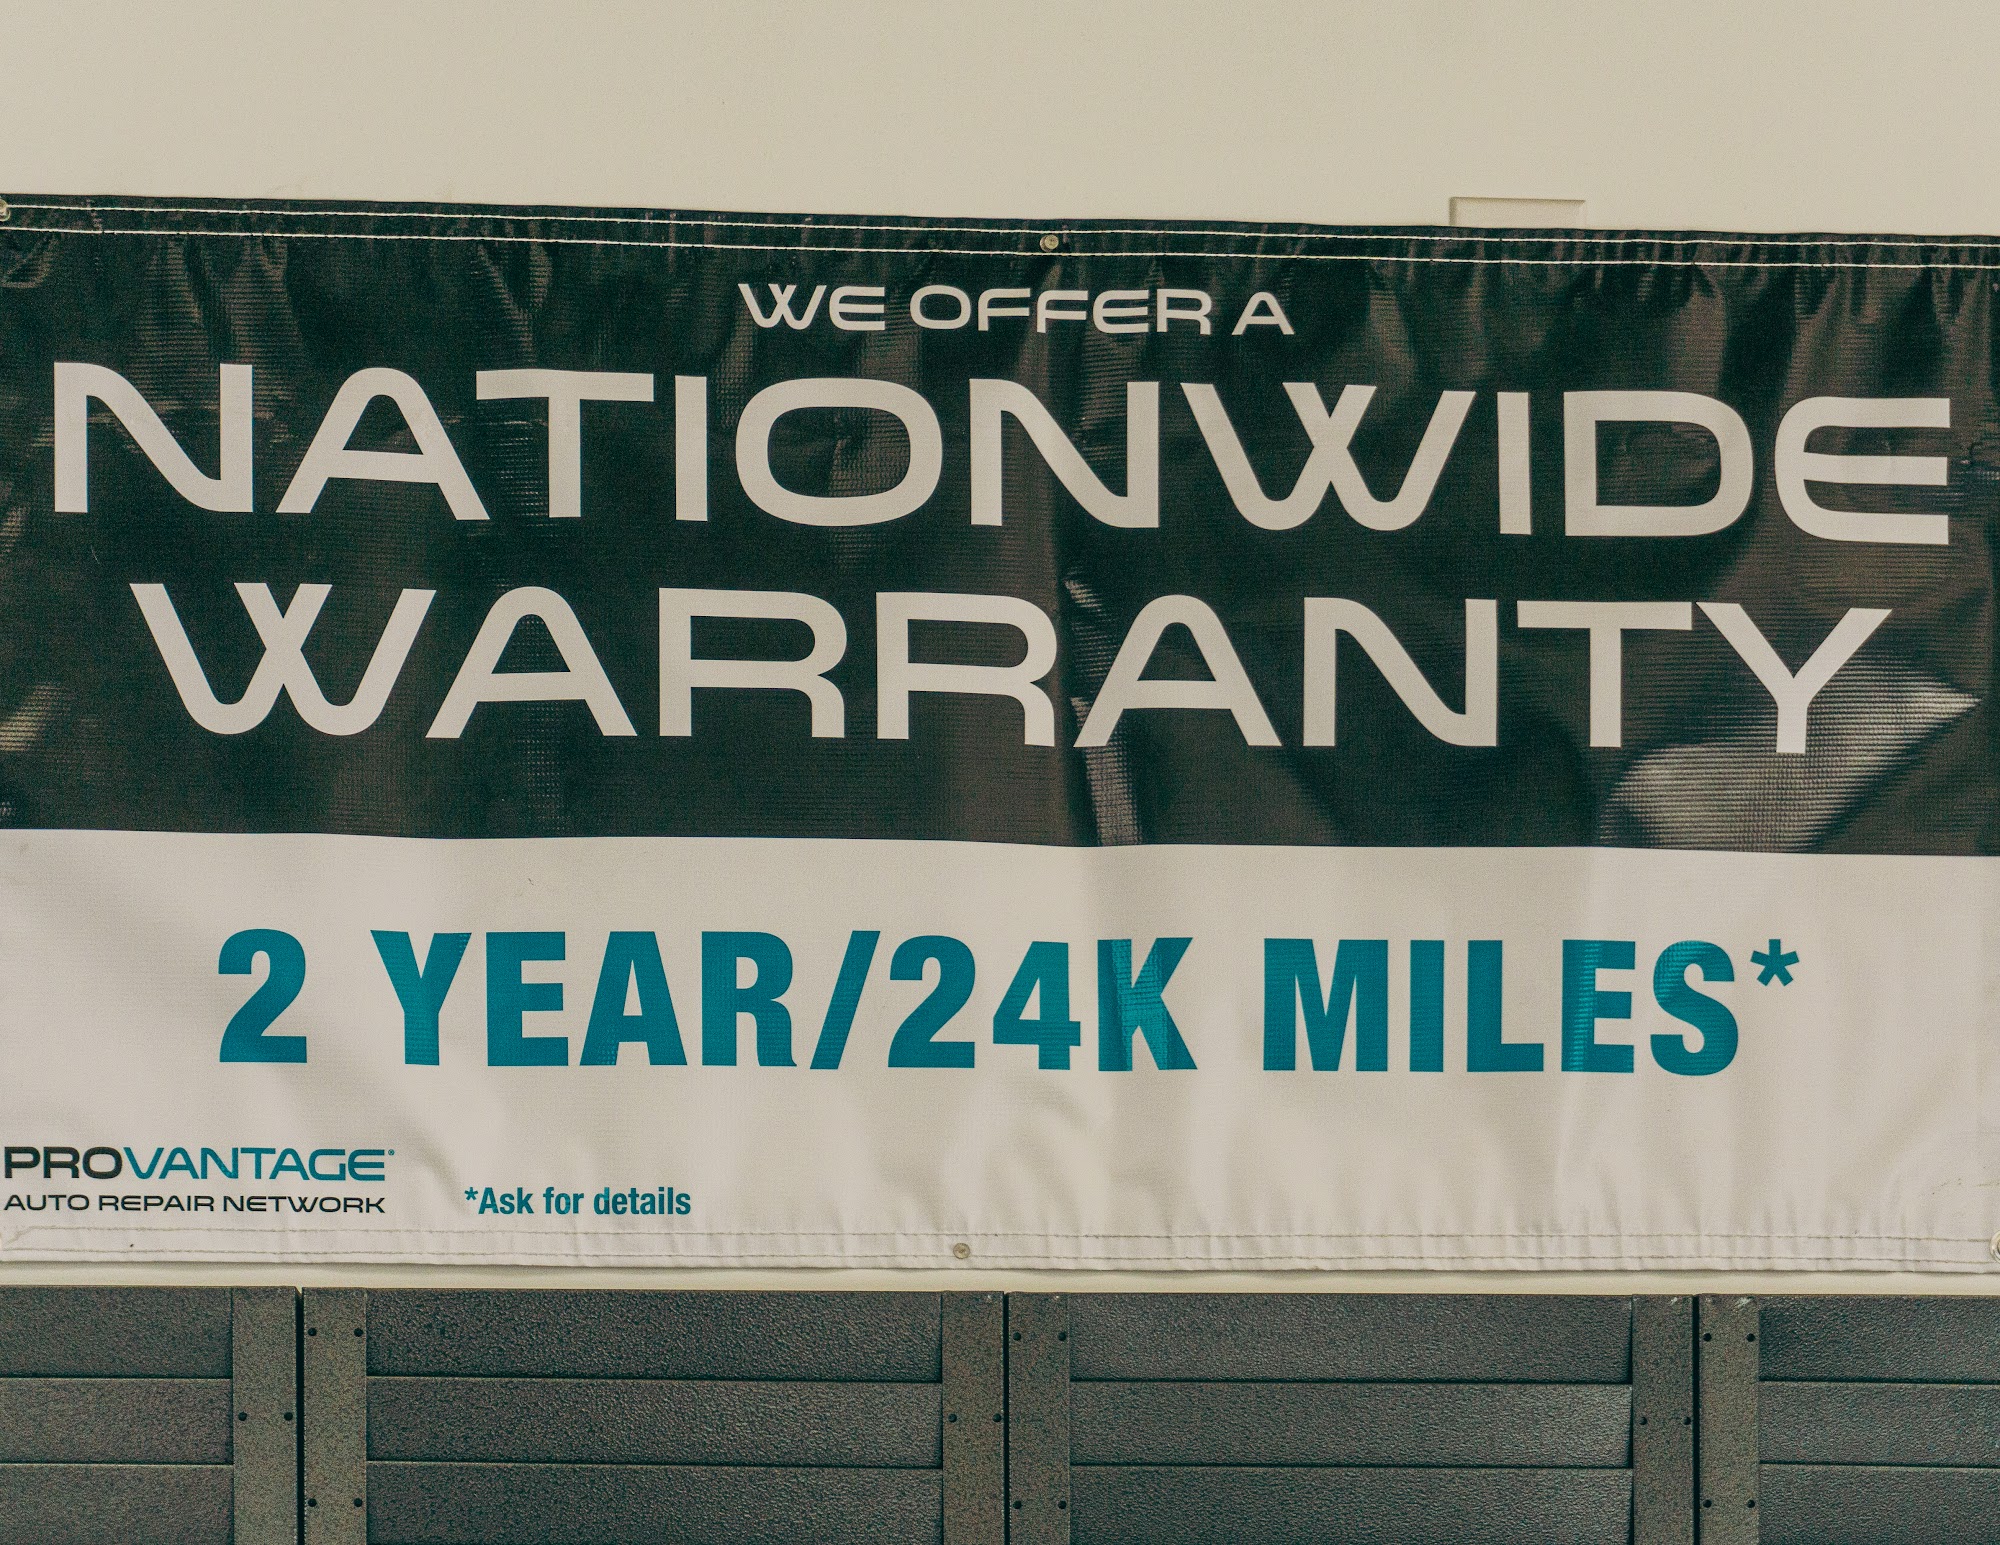 WE OFFER A
NATIONWIDE
WARRANTY
2 YEAR/24K MILES*
PROVANTAGE®
AUTO REPAIR NETWORK
*Ask for details